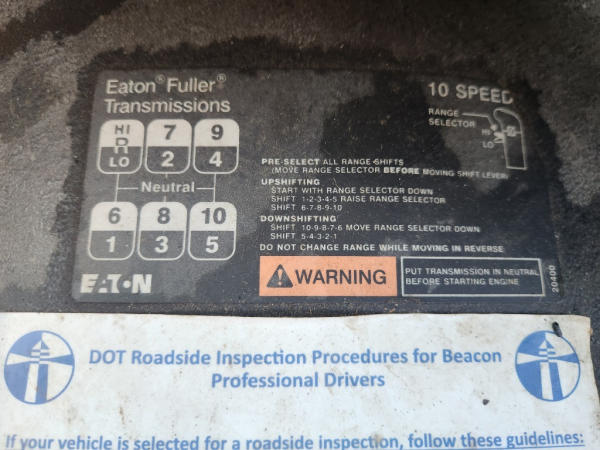 Eaton® Fuller®
Transmissions
10 SPEED
RANGE
SELECTOR
HI
LO
HI 7 9
R
LO 2 4
Neutral
6 8 10
1 3 5
PRE-SELECT ALL RANGE SHIFTS
(MOVE RANGE SELECTOR BEFORE MOVING SHIFT LEVER)
UPSHIFTING
START WITH RANGE SELECTOR DOWN
SHIFT 1-2-3-4-5 RAISE RANGE SELECTOR
SHIFT 6-7-8-9-10
DOWNSHIFTING
SHIFT 10-9-8-7-6 MOVE RANGE SELECTOR DOWN
SHIFT 5-4-3-2-1
DO NOT CHANGE RANGE WHILE MOVING IN REVERSE
EATON
WARNING
PUT TRANSMISSION IN NEUTRAL
BEFORE STARTING ENGINE
20400
DOT Roadside Inspection Procedures for Beacon
Professional Drivers
If your vehicle is selected for a roadside inspection, follow these guidelines: